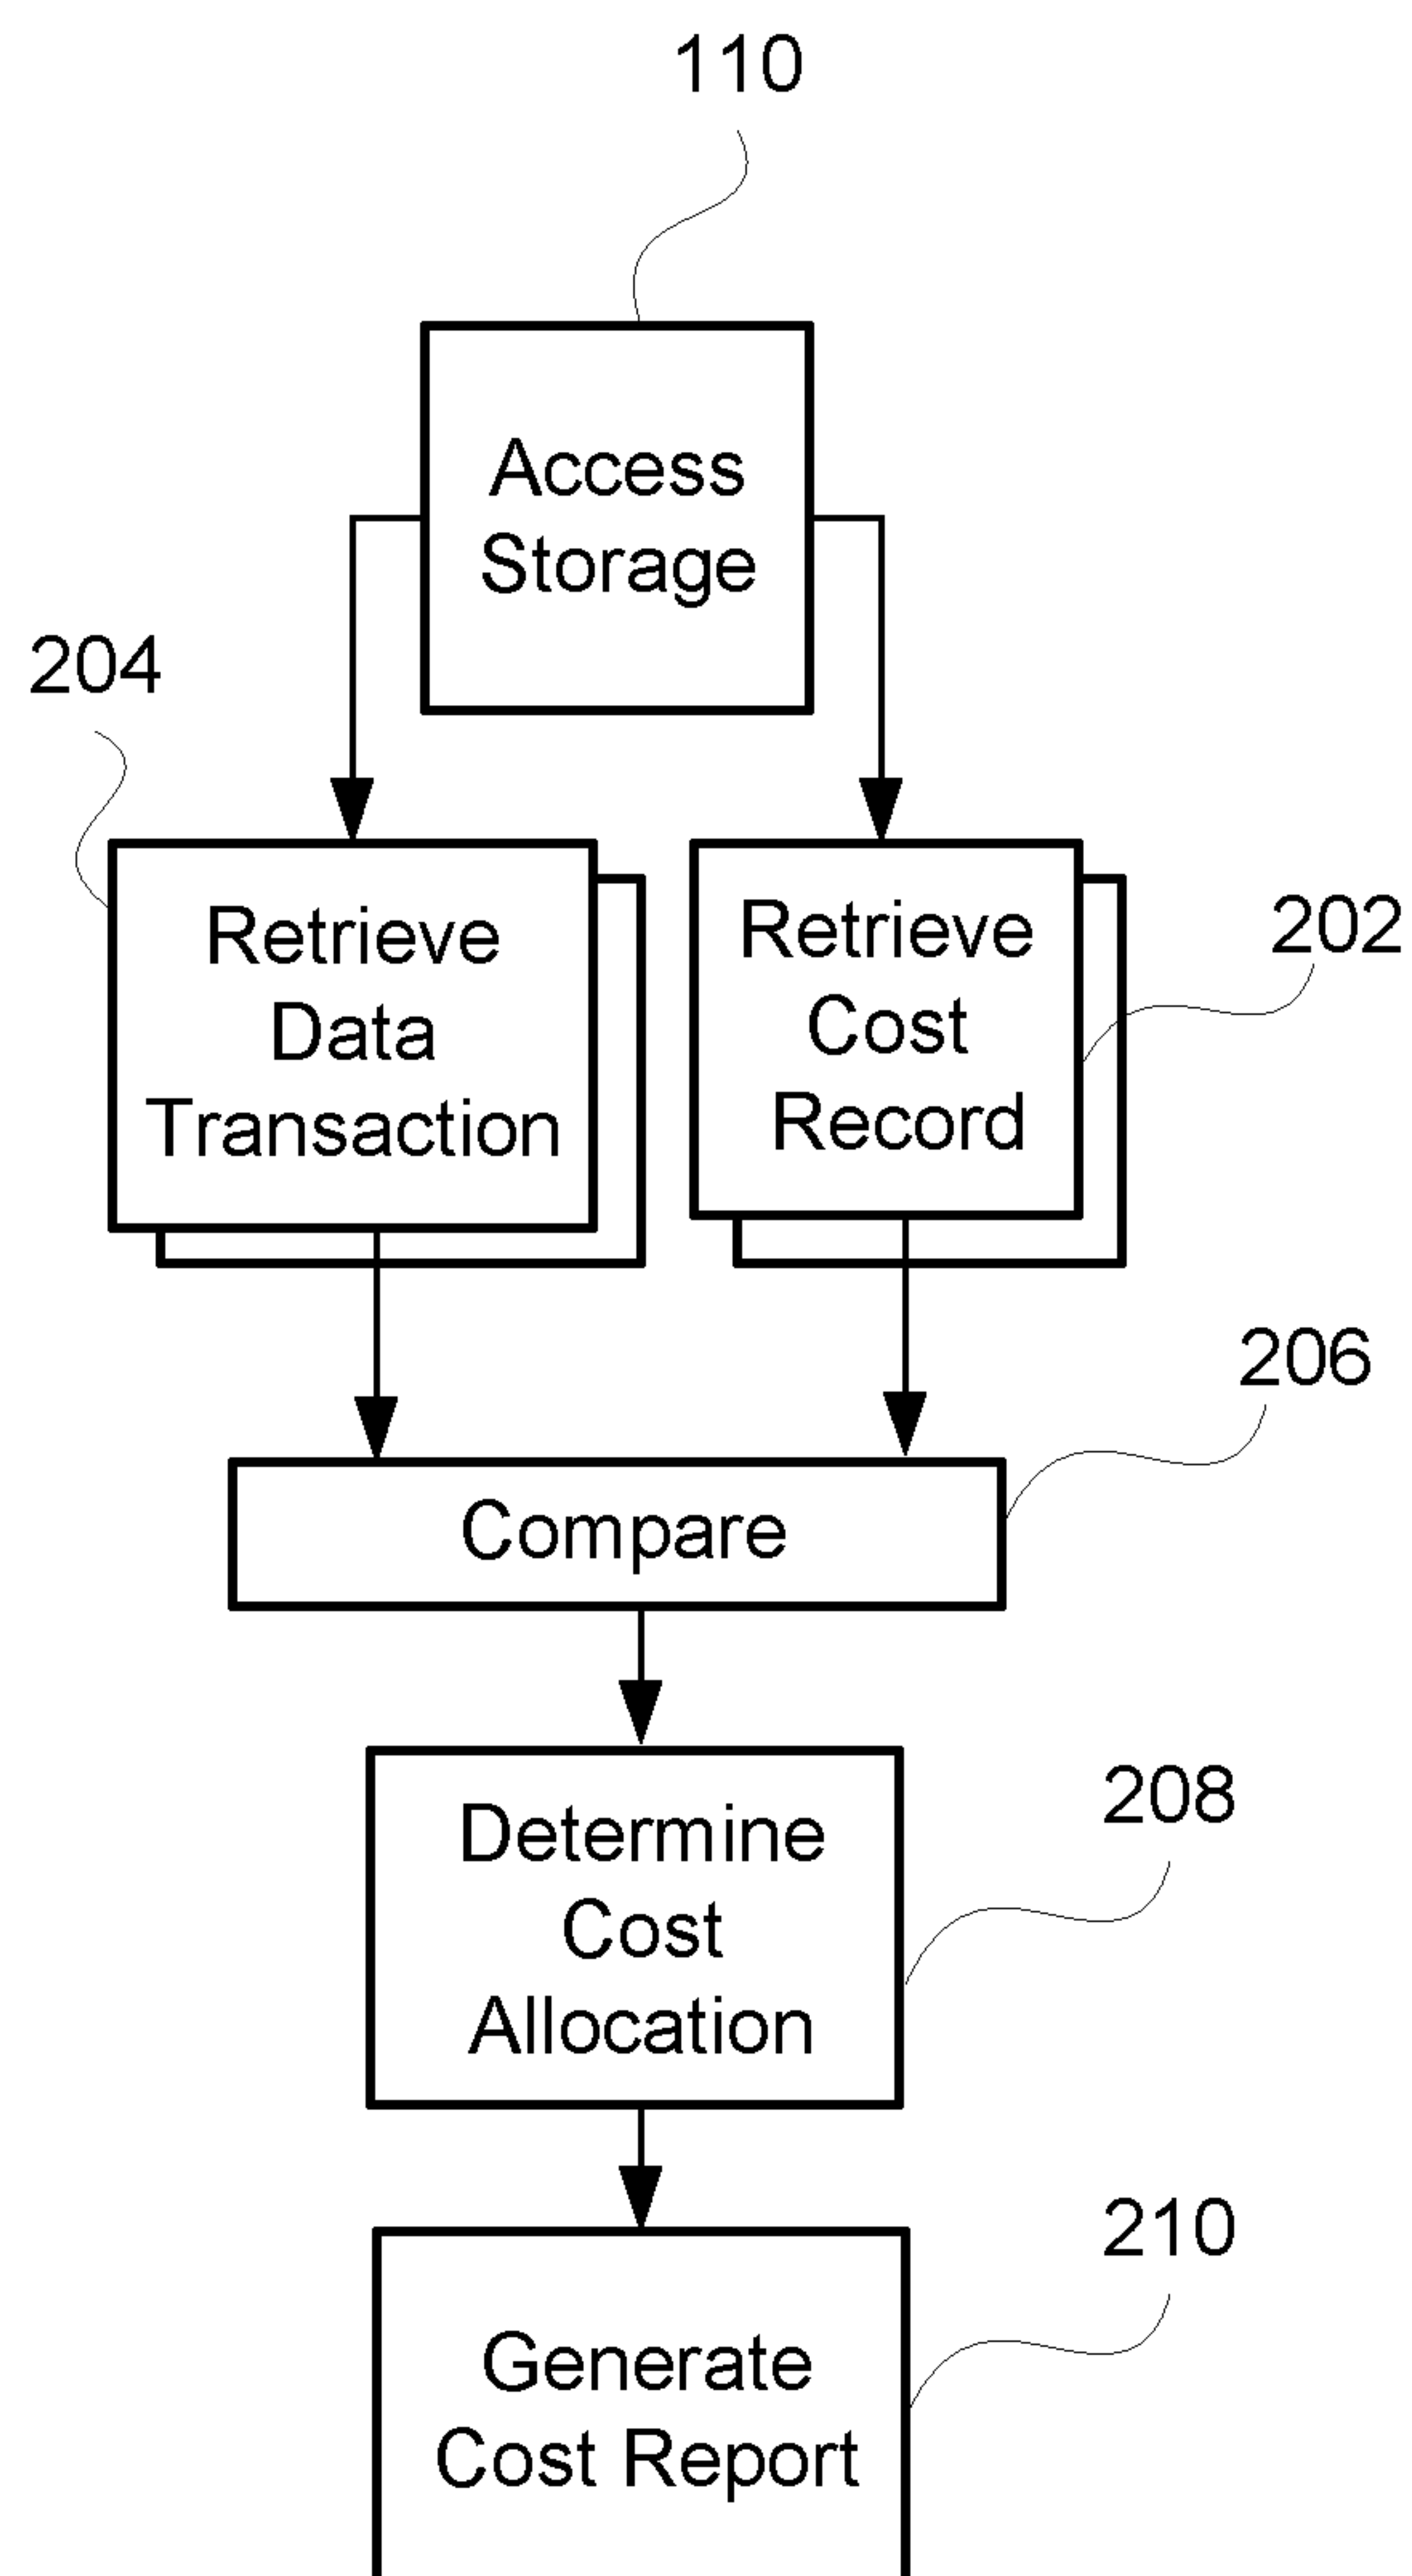 110
Access
Storage
204
Retrieve
Data
Transaction
Retrieve
Cost
Record
202
206
Compare
Determine
Cost
Allocation
208
210
Generate
Cost Report